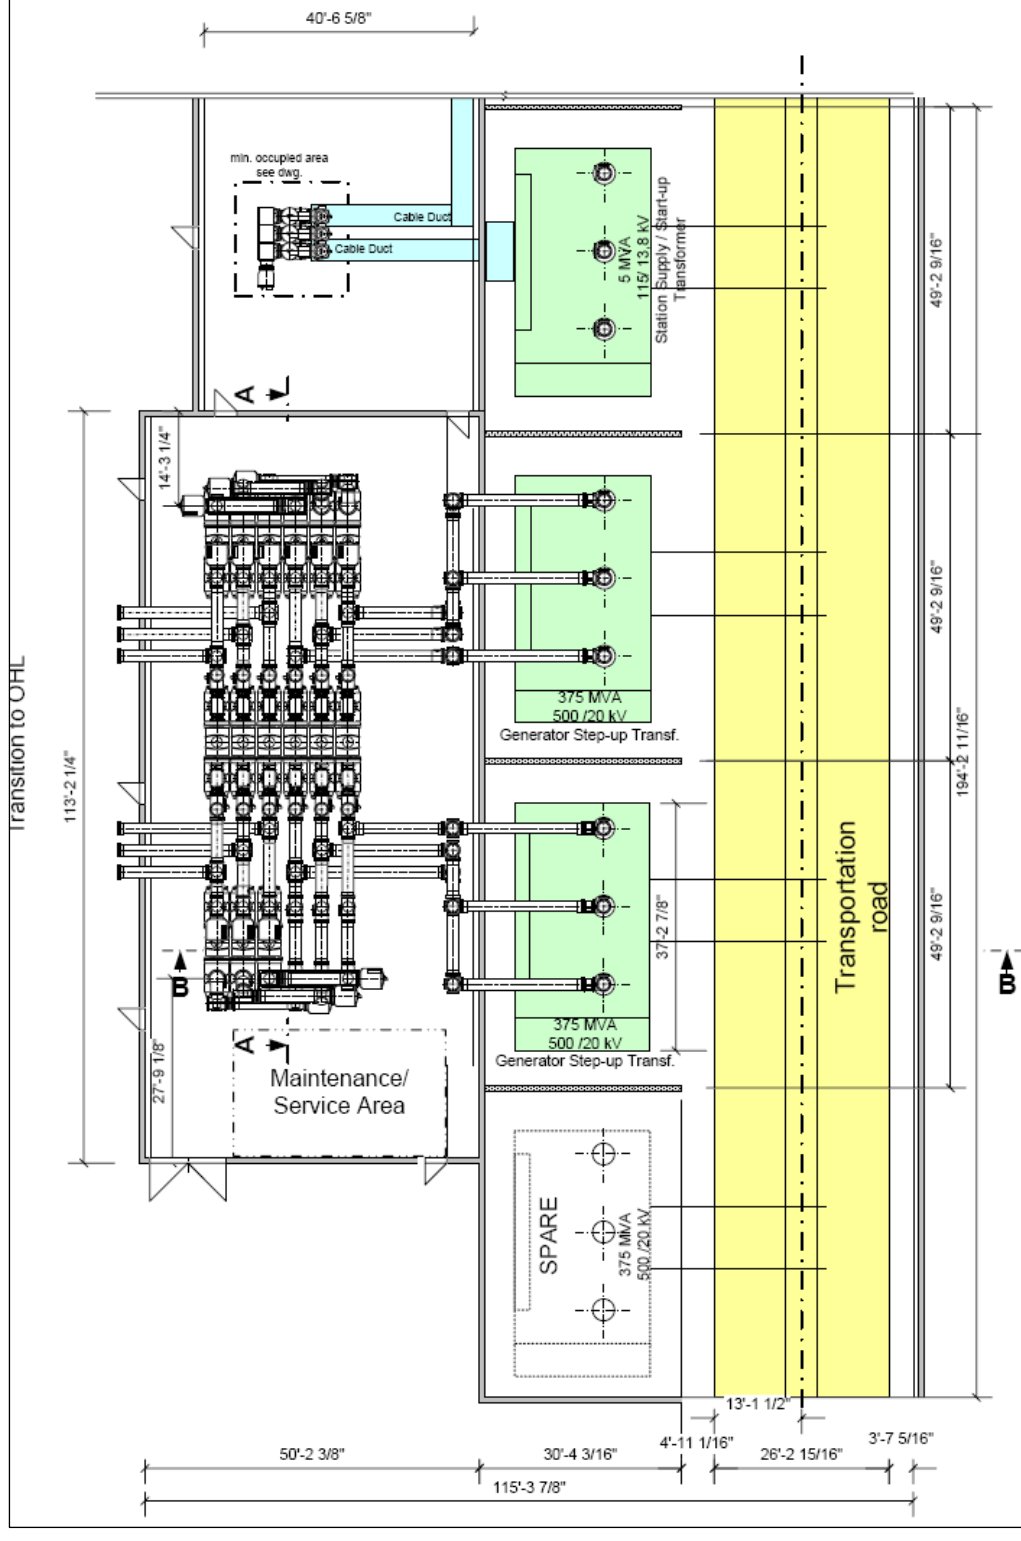 40'-6 5/8"
min. occupied area
see dwg.
Cable Duct
Cable Duct
5 MVA
115/ 13,8 kV
Station Supply / Start-up
Transformer
49'-2 9/16"
A
14'-3 1/4"
375 MVA
500 /20 kV
Generator Step-up Transf.
49'-2 9/16"
Transition to OHL
113'-2 1/4"
194'-2 11/16"
Transportation
road
37'-2 7/8"
49'-2 9/16"
B
B
375 MVA
500 /20 kV
Generator Step-up Transf.
A
27'-9 1/8"
Maintenance/
Service Area
SPARE
375 MVA
500 /20 kV
13'-1 1/2"
50'-2 3/8"
30'-4 3/16"
4'-11 1/16"
26'-2 15/16"
3'-7 5/16"
115'-3 7/8"